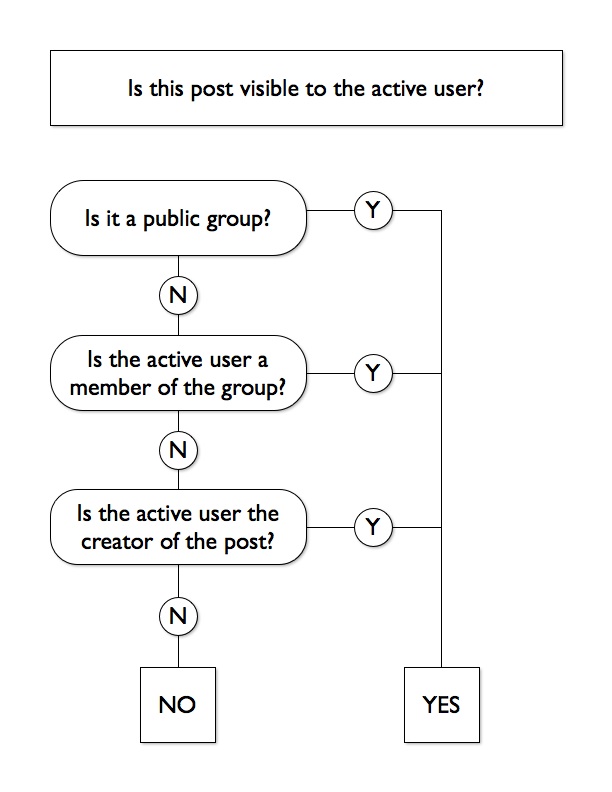 Is this post visible to the active user?
Is it a public group?
Y
N
Is the active user a
member of the group?
Y
N
Is the active user the
creator of the post?
Y
N
NO
YES